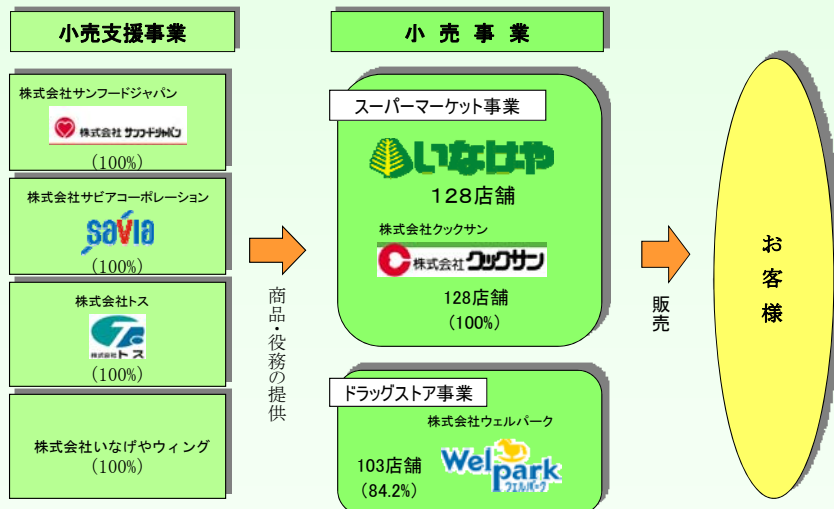 小売支援事業
株式会社サンフードジャパン
株式会社サンフードジャパン
(100%)
株式会社サビアコーポレーション
savia
(100%)
株式会社トス
株式会社トス
(100%)
株式会社いなげやウィング
(100%)
商品・役務の提供
小売事業
スーパーマーケット事業
いなげや
128店舗
株式会社クックサン
株式会社クックサン
128店舗
(100%)
ドラッグストア事業
株式会社ウェルパーク
103店舗
(84.2%)
Welpark
ウェルパーク
販売
お客様